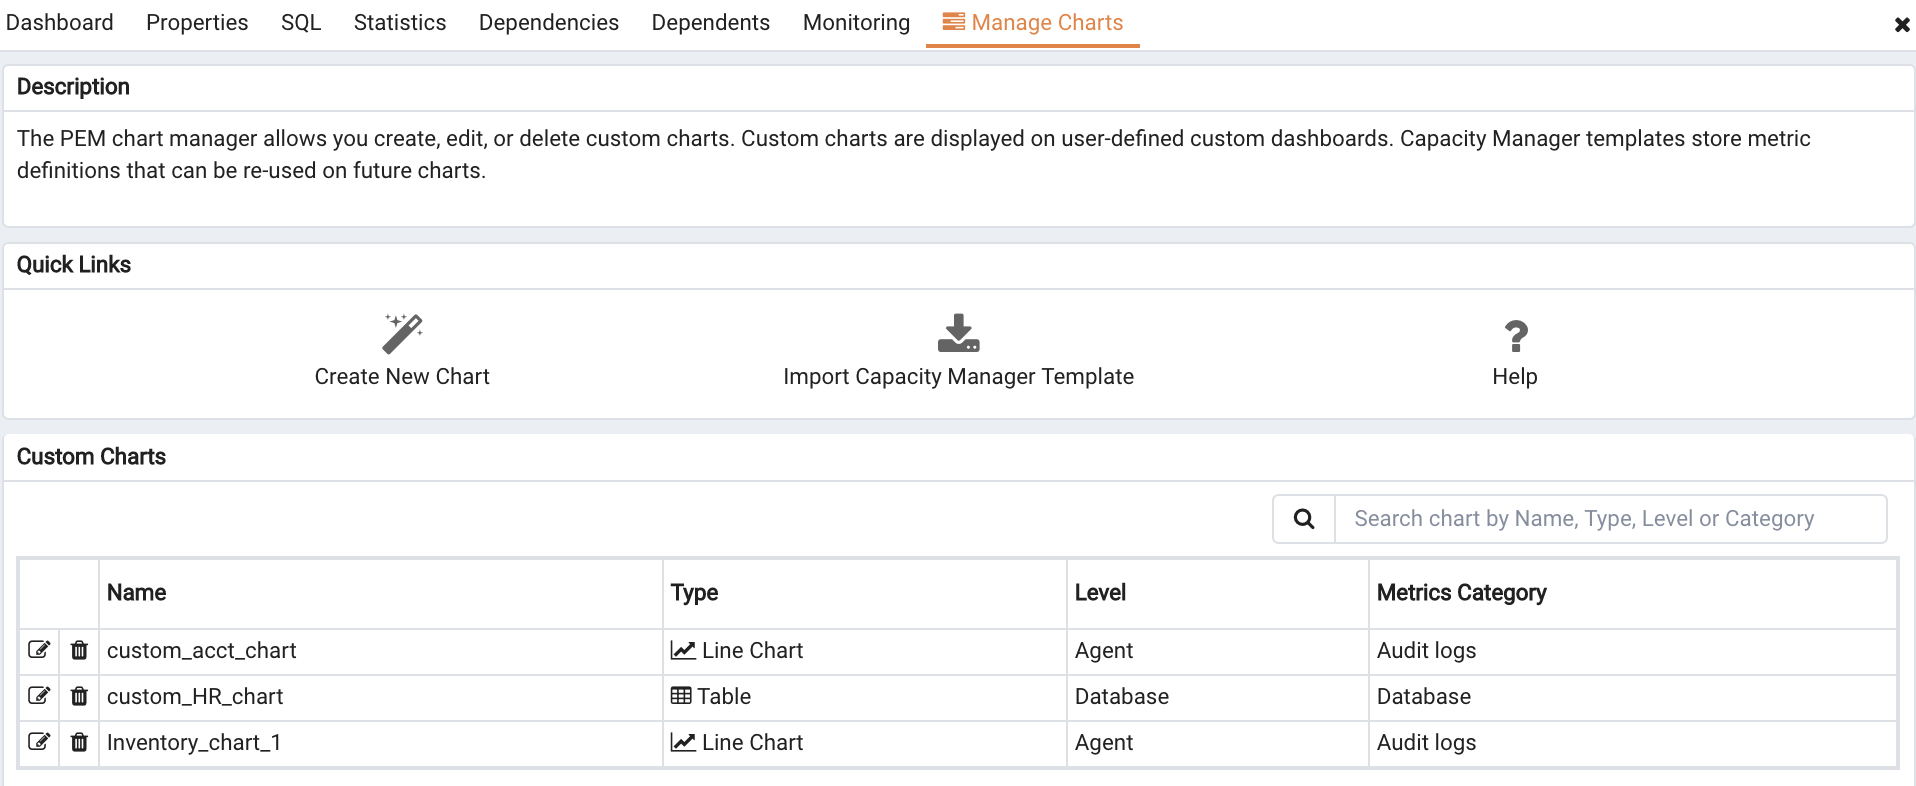 Dashboard Properties SQL Statistics Dependencies Dependents Monitoring Manage Charts
Description
The PEM chart manager allows you create, edit, or delete custom charts. Custom charts are displayed on user-defined custom dashboards. Capacity Manager templates store metric
definitions that can be re-used on future charts.
Quick Links
Create New Chart Import Capacity Manager Template Help
Custom Charts
Search chart by Name, Type, Level or Category
Name Type Level Metrics Category
custom_acct_chart Line Chart Agent Audit logs
custom_HR_chart Table Database Database
Inventory_chart_1 Line Chart Agent Audit logs